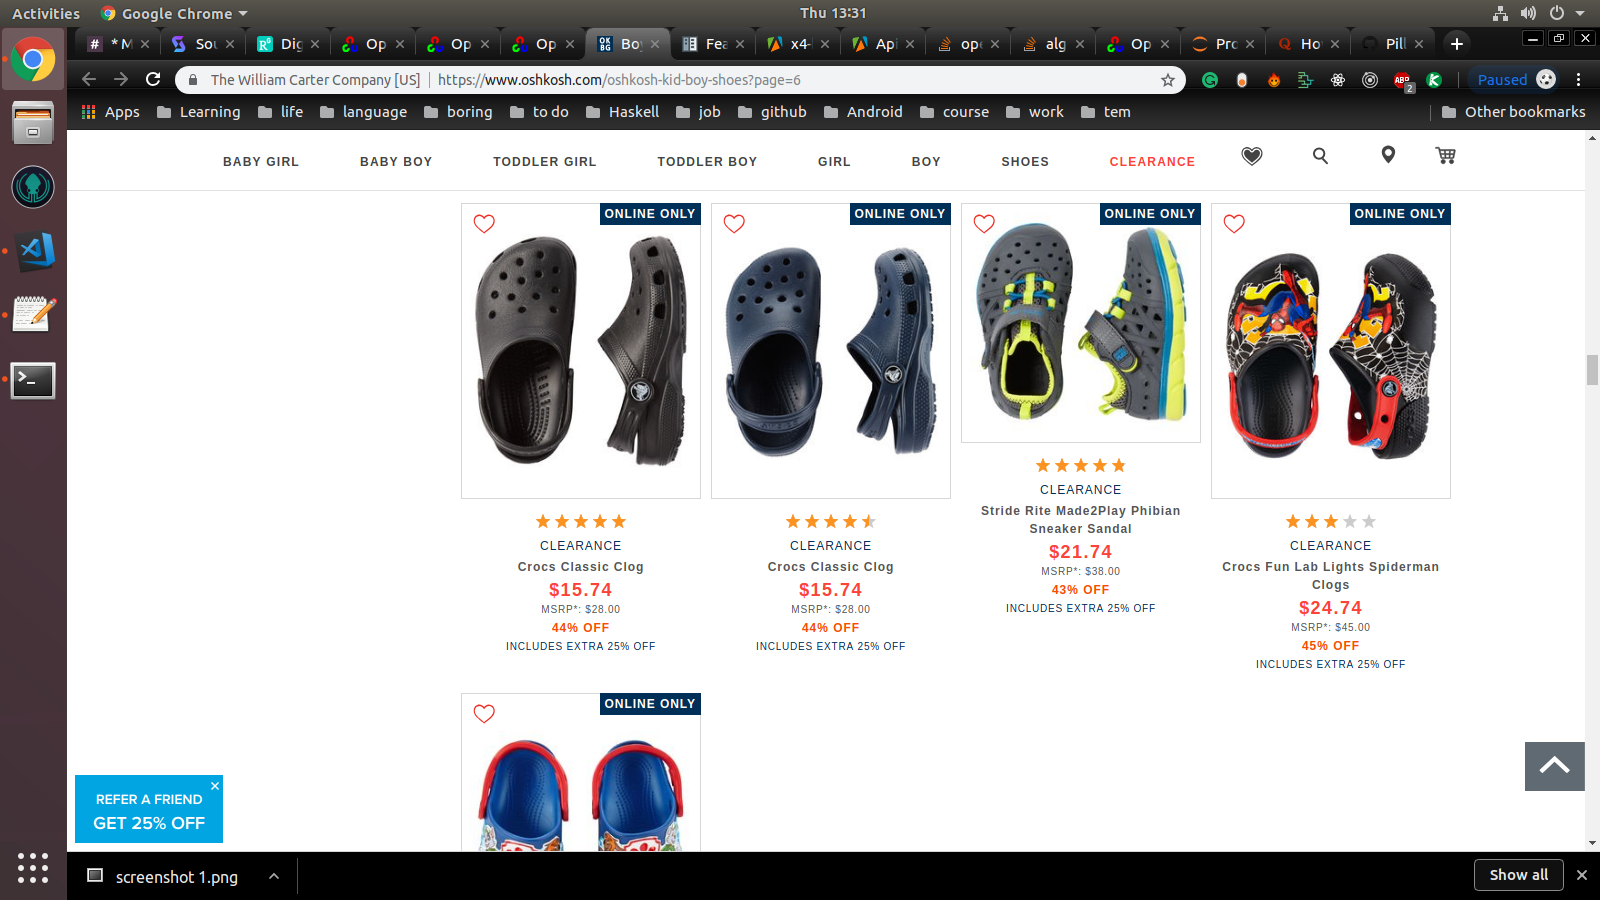 Activities
Google Chrome
Thu 13:31
* M
Sou
Dig
Op
Op
Op
Boy
Fea
x4-
Api
ope
alg
Op
Pro
Ho
Pill
The William Carter Company [US]
https://www.oshkosh.com/oshkosh-kid-boy-shoes?page=6
ABP
2
Paused
Apps
Learning
life
language
boring
to do
Haskell
job
github
Android
course
work
tem
Other bookmarks
BABY GIRL
BABY BOY
TODDLER GIRL
TODDLER BOY
GIRL
BOY
SHOES
CLEARANCE
ONLINE ONLY
ONLINE ONLY
ONLINE ONLY
ONLINE ONLY
CLEARANCE
Crocs Classic Clog
$15.74
MSRP*: $28.00
44% OFF
INCLUDES EXTRA 25% OFF
CLEARANCE
Crocs Classic Clog
$15.74
MSRP*: $28.00
44% OFF
INCLUDES EXTRA 25% OFF
CLEARANCE
Stride Rite Made2Play Phibian
Sneaker Sandal
$21.74
MSRP*: $38.00
43% OFF
INCLUDES EXTRA 25% OFF
CLEARANCE
Crocs Fun Lab Lights Spiderman
Clogs
$24.74
MSRP*: $45.00
45% OFF
INCLUDES EXTRA 25% OFF
ONLINE ONLY
REFER A FRIEND
GET 25% OFF
screenshot 1.png
Show all